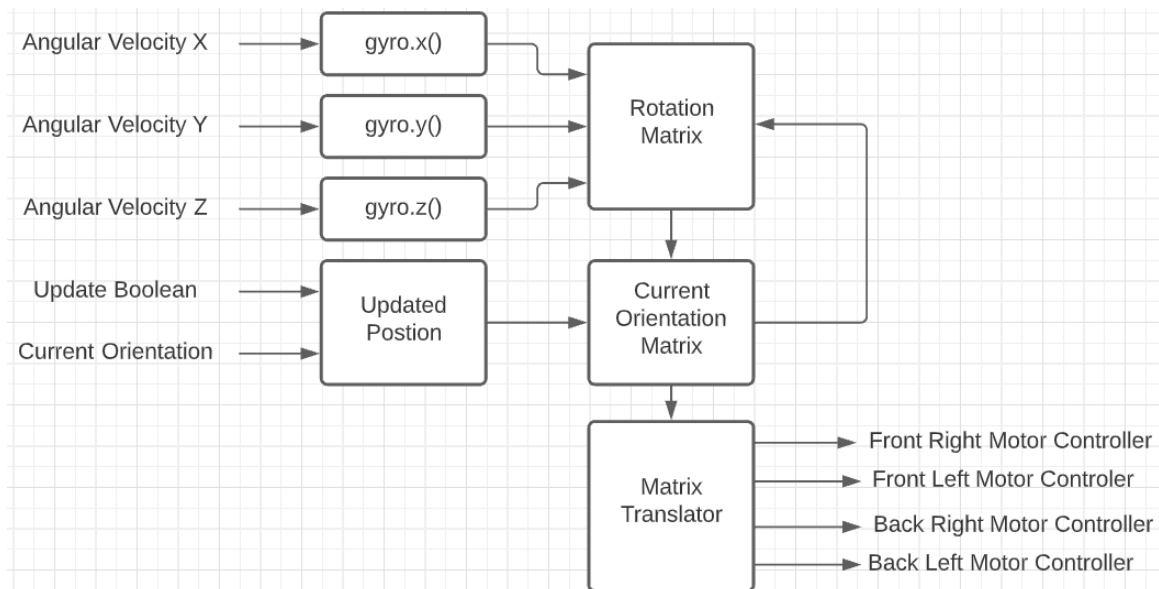 Angular Velocity X
gyro.x()
Angular Velocity Y
gyro.y()
Angular Velocity Z
gyro.z()
Rotation
Matrix
Update Boolean
Current Orientation
Updated
Postion
Current
Orientation
Matrix
Matrix
Translator
Front Right Motor Controller
Front Left Motor Controler
Back Right Motor Controller
Back Left Motor Controller